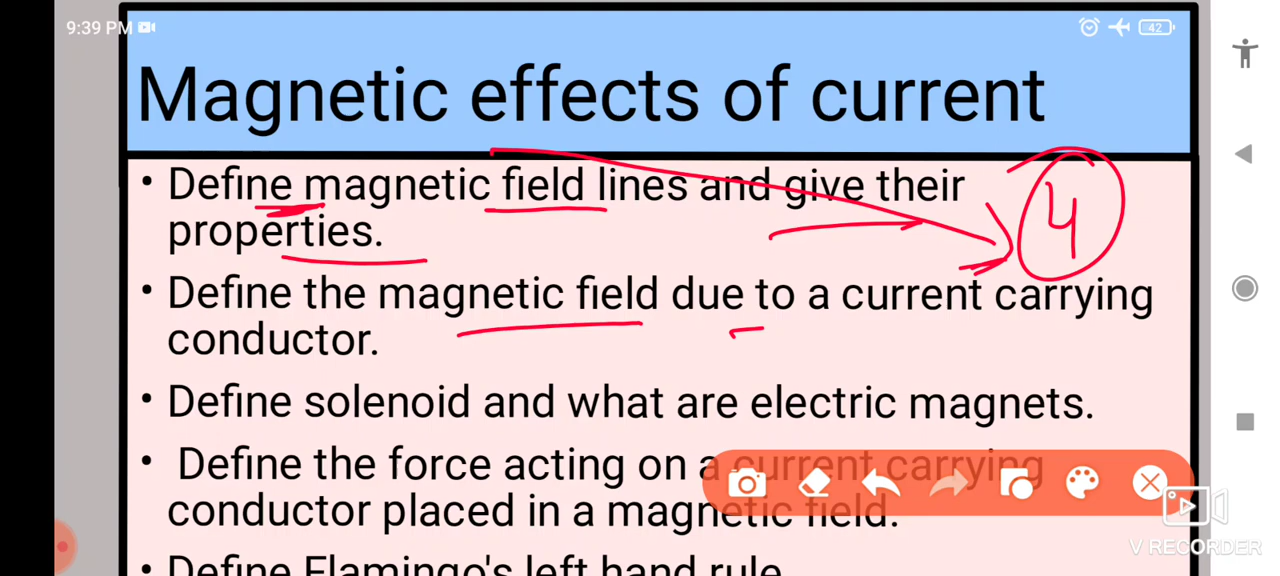 9:39 PM
42
Magnetic effects of current
• Define magnetic field lines and give their
properties.
4
• Define the magnetic field due to a current carrying
conductor.
• Define solenoid and what are electric magnets.
• Define the force acting on a current carrying
conductor placed in a magnetic field.
• Define Flamingo's left hand rule
V RECORDER